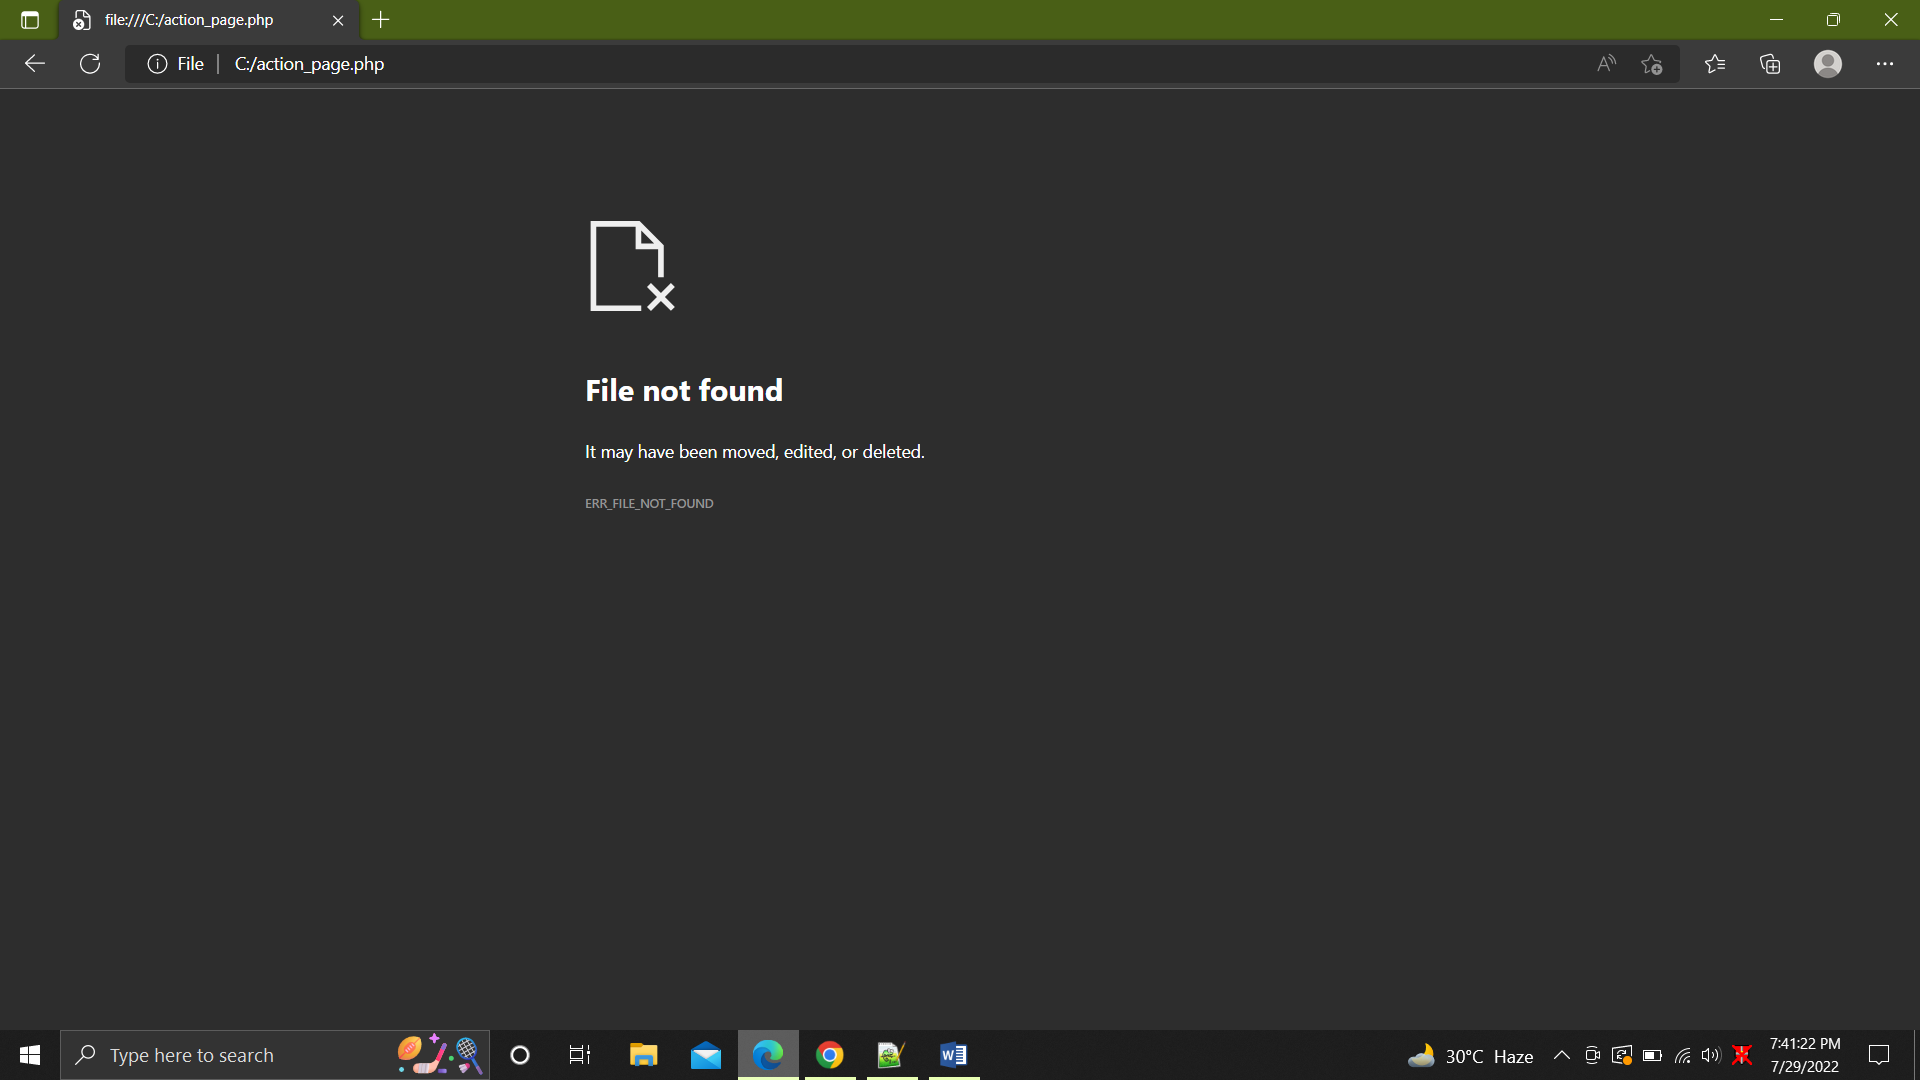 file:///C:/action_page.php
File
C:/action_page.php
File not found
It may have been moved, edited, or deleted.
ERR_FILE_NOT_FOUND
Type here to search
30°C Haze
7:41:22 PM
7/29/2022